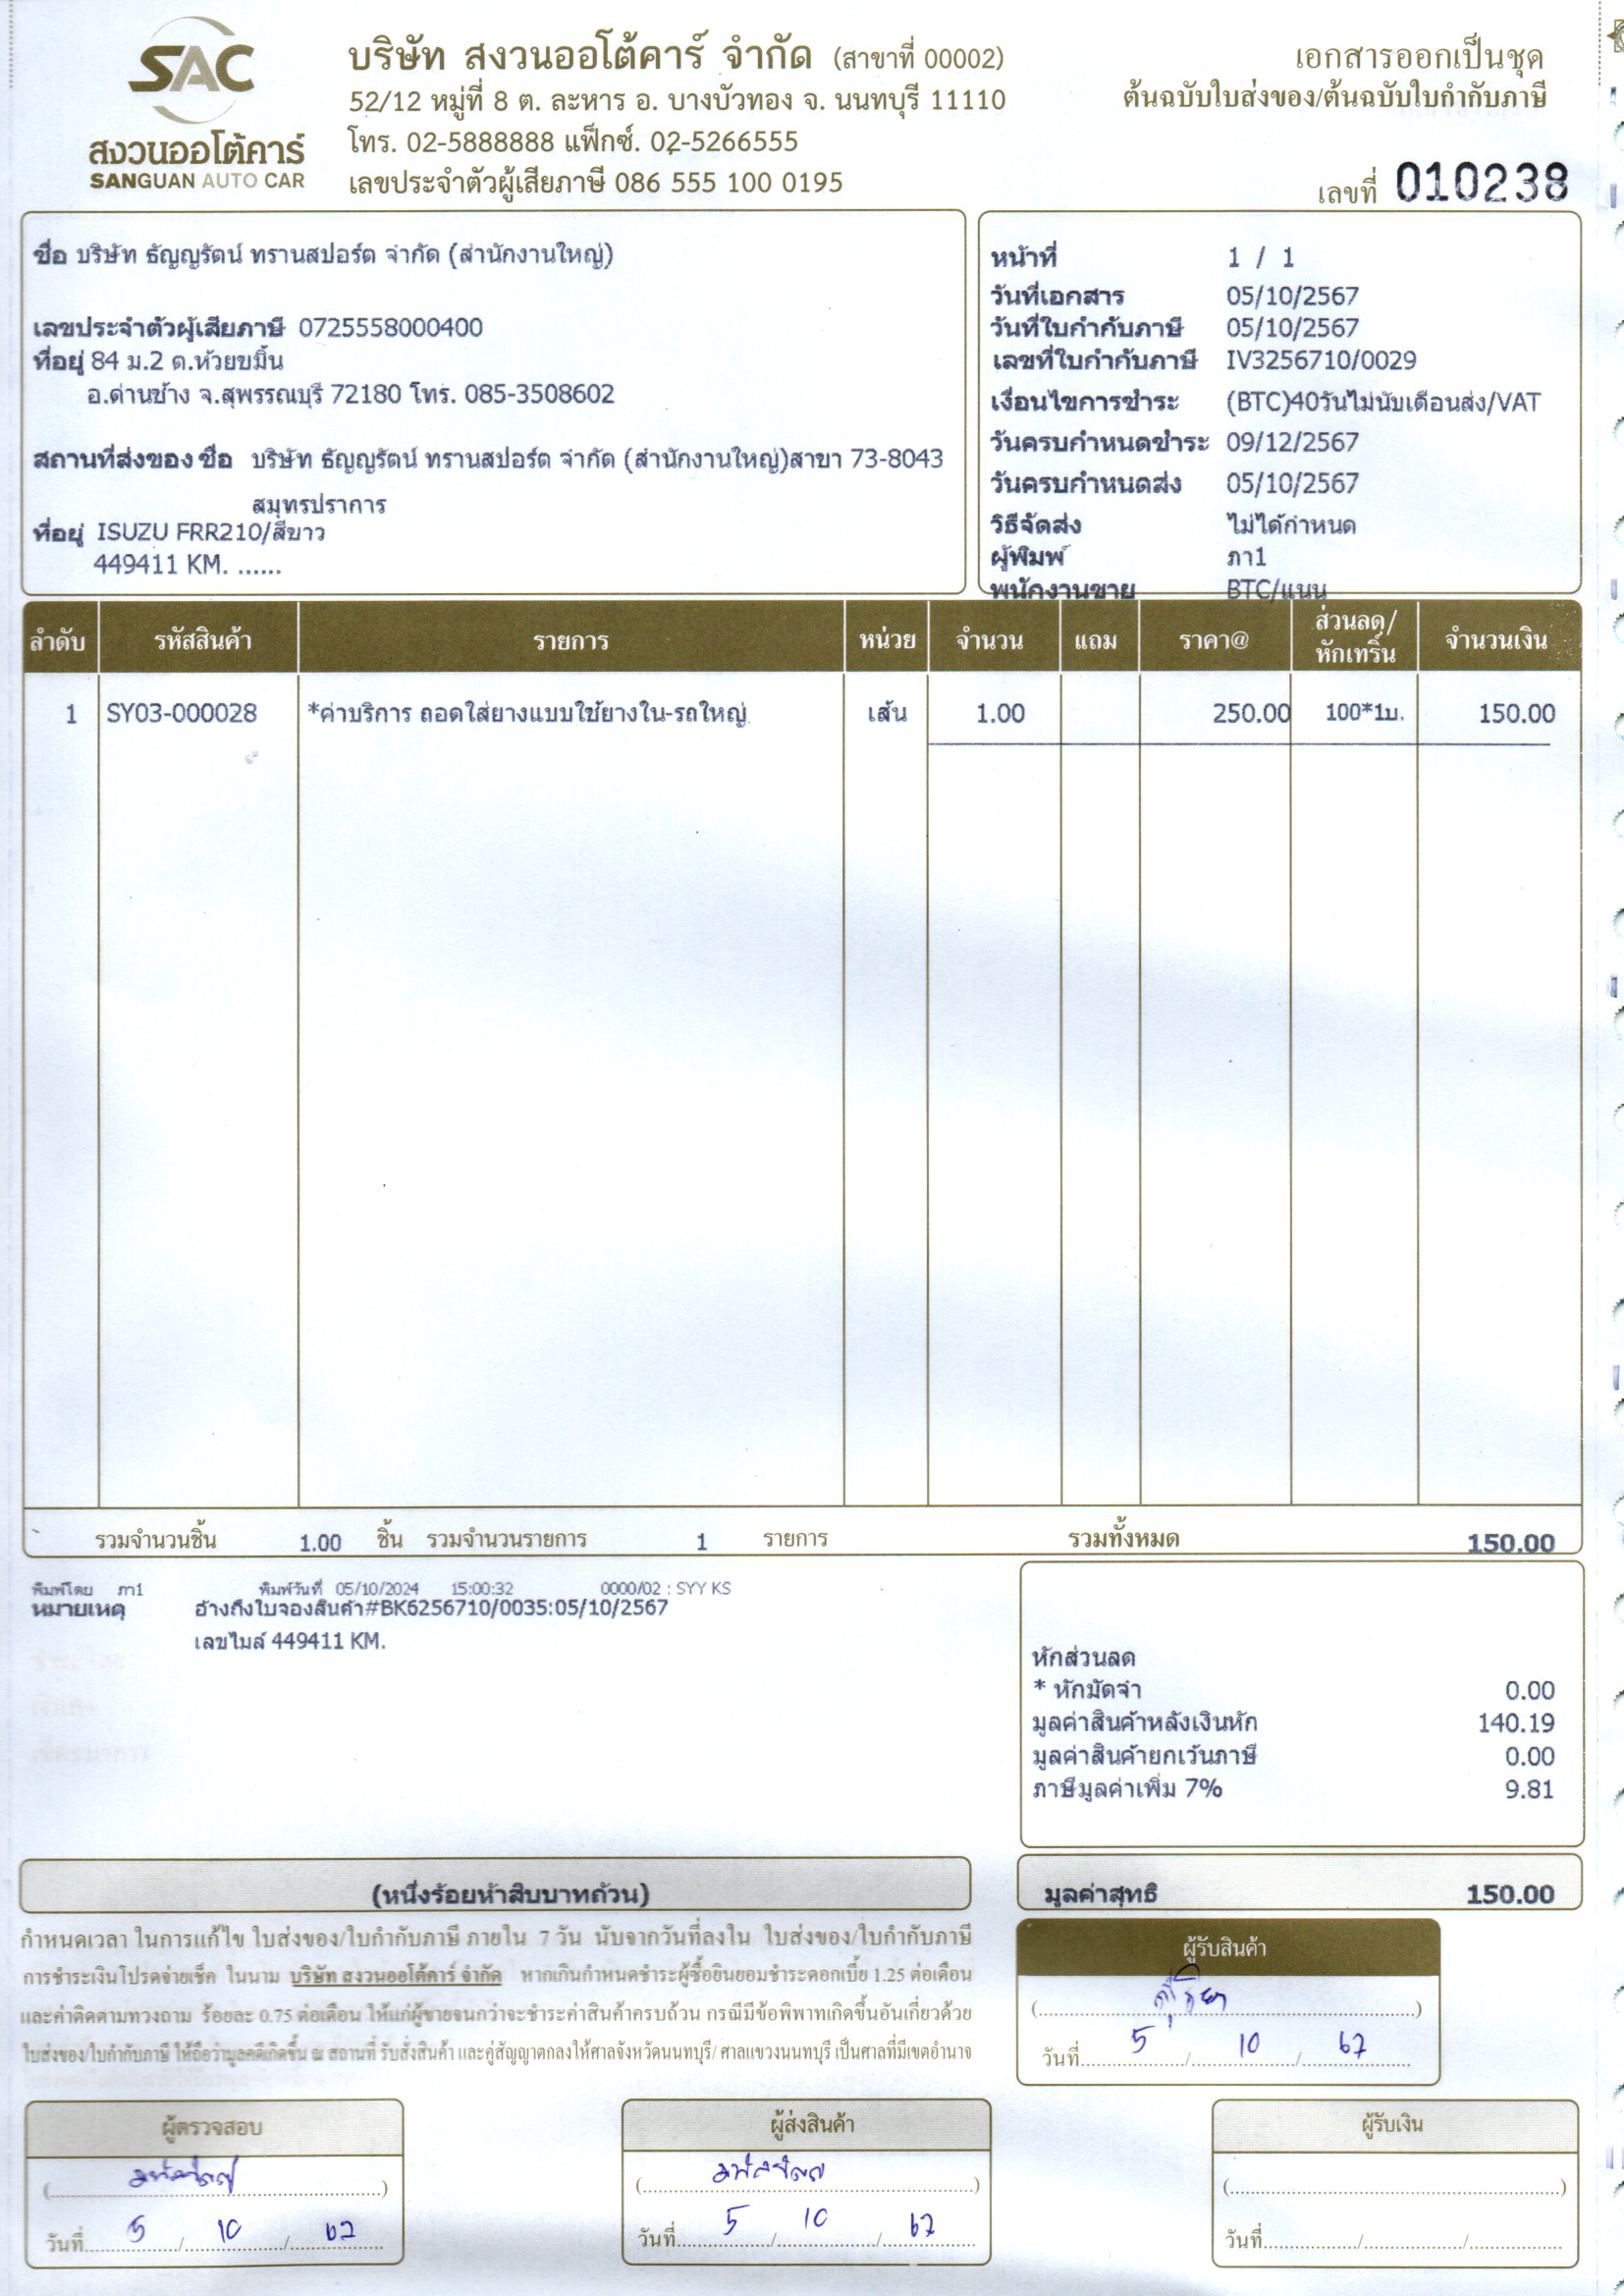 SAC
สงวนออโต้คาร์
SANGUAN AUTO CAR
บริษัท สงวนออโต้คาร์ จำกัด (สาขาที่ 00002)
52/12 หมู่ที่ 8 ต. ละหาร อ. บางบัวทอง จ. นนทบุรี 11110
โทร. 02-5888888 แฟ็กซ์. 02-5266555
เลขประจำตัวผู้เสียภาษี 086 555 100 0195
เอกสารออกเป็นชุด
ต้นฉบับใบส่งของ/ต้นฉบับใบกำกับภาษี
เลขที่ 010238
ชื่อ บริษัท ธัญญรัตน์ ทรานสปอร์ต จำกัด (สำนักงานใหญ่)
เลขประจำตัวผู้เสียภาษี 0725558000400
ที่อยู่ 84 ม.2 ต.ห้วยขมิ้น
อ.ด่านช้าง จ.สุพรรณบุรี 72180 โทร. 085-3508602
สถานที่ส่งของ ชื่อ บริษัท ธัญญรัตน์ ทรานสปอร์ต จำกัด (สำนักงานใหญ่)สาขา 73-8043
สมุทรปราการ
ที่อยู่ ISUZU FRR210/สีขาว
449411 KM. ......
หน้าที่ 1 / 1
วันที่เอกสาร 05/10/2567
วันที่ใบกำกับภาษี 05/10/2567
เลขที่ใบกำกับภาษี IV3256710/0029
เงื่อนไขการชำระ (BTC)40วันไม่นับเดือนส่ง/VAT
วันครบกำหนดชำระ 09/12/2567
วันครบกำหนดส่ง 05/10/2567
วิธีจัดส่ง ไม่ได้กำหนด
ผู้พิมพ์ ภา1
พนักงานขาย BTC/แนน
ลำดับ รหัสสินค้า รายการ หน่วย จำนวน แถม ราคา@ ส่วนลด/หักเทริ์น จำนวนเงิน
1 SY03-000028 *ค่าบริการ ถอดใส่ยางแบบใช้ยางใน-รถใหญ่ เส้น 1.00 250.00 100*1บ. 150.00
รวมจำนวนชิ้น 1.00 ชิ้น รวมจำนวนรายการ 1 รายการ รวมทั้งหมด 150.00
พิมพ์โดย ภา1 พิมพ์วันที่ 05/10/2024 15:00:32 0000/02 : SYY KS
หมายเหตุ อ้างถึงใบจองสินค้า#BK6256710/0035:05/10/2567
เลขไมล์ 449411 KM.
หักส่วนลด
* หักมัดจำ 0.00
มูลค่าสินค้าหลังเงินหัก 140.19
มูลค่าสินค้ายกเว้นภาษี 0.00
ภาษีมูลค่าเพิ่ม 7% 9.81
(หนึ่งร้อยห้าสิบบาทถ้วน)
มูลค่าสุทธิ 150.00
กำหนดเวลา ในการแก้ไข ใบส่งของ/ใบกำกับภาษี ภายใน 7 วัน นับจากวันที่ลงใน ใบส่งของ/ใบกำกับภาษี
การชำระเงินโปรดจ่ายเช็ค ในนาม บริษัท สงวนออโต้คาร์ จำกัด หากเกินกำหนดชำระผู้ซื้อยินยอมชำระดอกเบี้ย 1.25 ต่อเดือน
และค่าติดตามทวงถาม ร้อยละ 0.75 ต่อเดือน ให้แก่ผู้ขายจนกว่าจะชำระค่าสินค้าครบถ้วน กรณีมีข้อพิพาทเกิดขึ้นอันเกี่ยวด้วย
ใบส่งของ/ใบกำกับภาษี ให้ถือว่ามูลคดีเกิดขึ้น ณ สถานที่ รับสั่งสินค้า และคู่สัญญาตกลงให้ศาลจังหวัดนนทบุรี/ ศาลแขวงนนทบุรี เป็นศาลที่มีเขตอำนาจ
ผู้รับสินค้า
วันที่ 5 / 10 / 67
ผู้ตรวจสอบ
วันที่ 5 / 10 / 67
ผู้ส่งสินค้า
วันที่ 5 / 10 / 67
ผู้รับเงิน
วันที่ / /